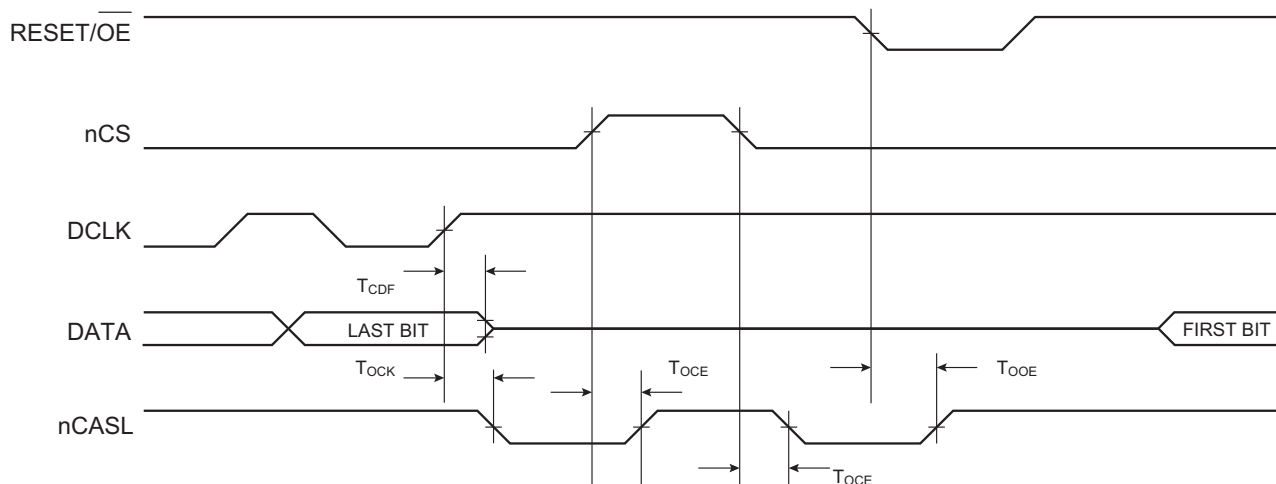 RESET/OE
nCS
DCLK
TCDF
DATA
LAST BIT
FIRST BIT
TOCK
TOCE
TOOE
nCASL
TOCE